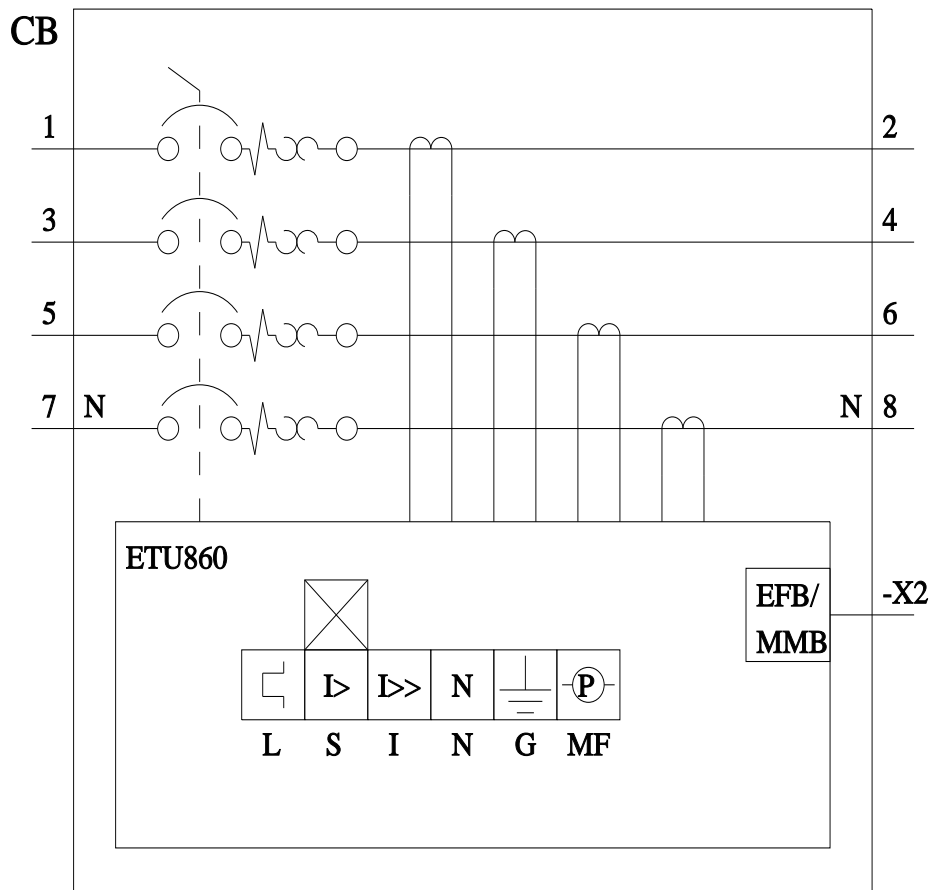 CB
1 2
3 4
5 6
7 N N 8
ETU860
EFB/ -X2
MMB
I> I>> N P
L S I N G MF